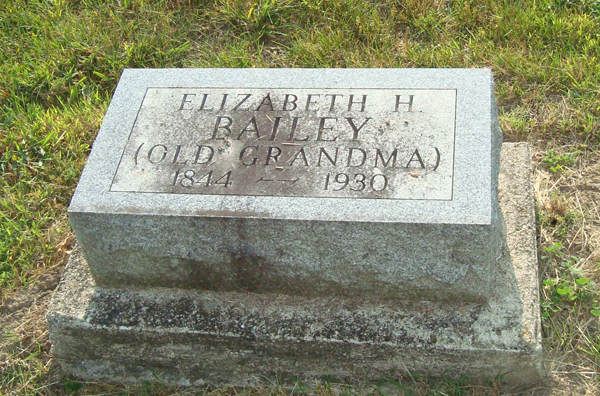 ELIZABETH H
BAILEY
(OLD GRANDMA)
1844 — 1930